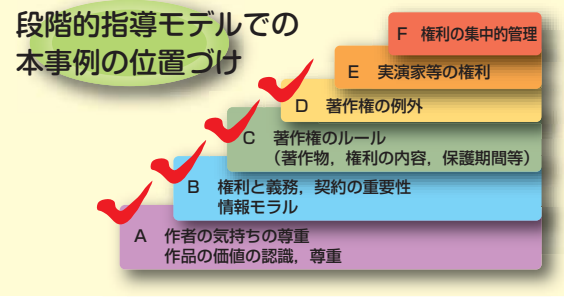 段階的指導モデルでの
本事例の位置づけ
F 権利の集中的管理
E 実演家等の権利
D 著作権の例外
C 著作権のルール
（著作物，権利の内容，保護期間等）
B 権利と義務，契約の重要性
情報モラル
A 作者の気持ちの尊重
作品の価値の認識，尊重